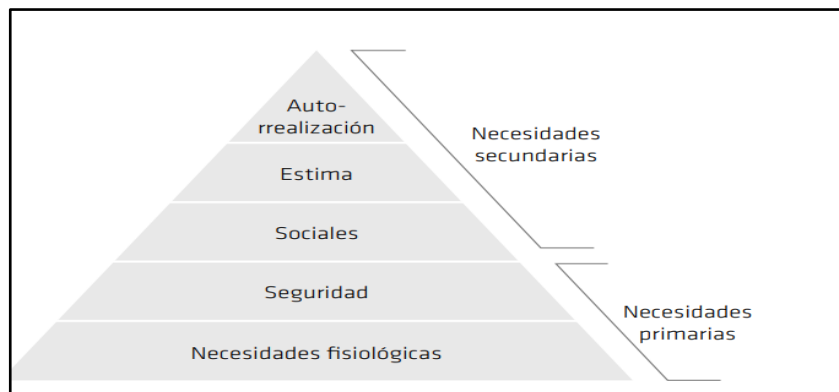 Auto-
rrealización
Necesidades
secundarias
Estima
Sociales
Seguridad
Necesidades
primarias
Necesidades fisiológicas